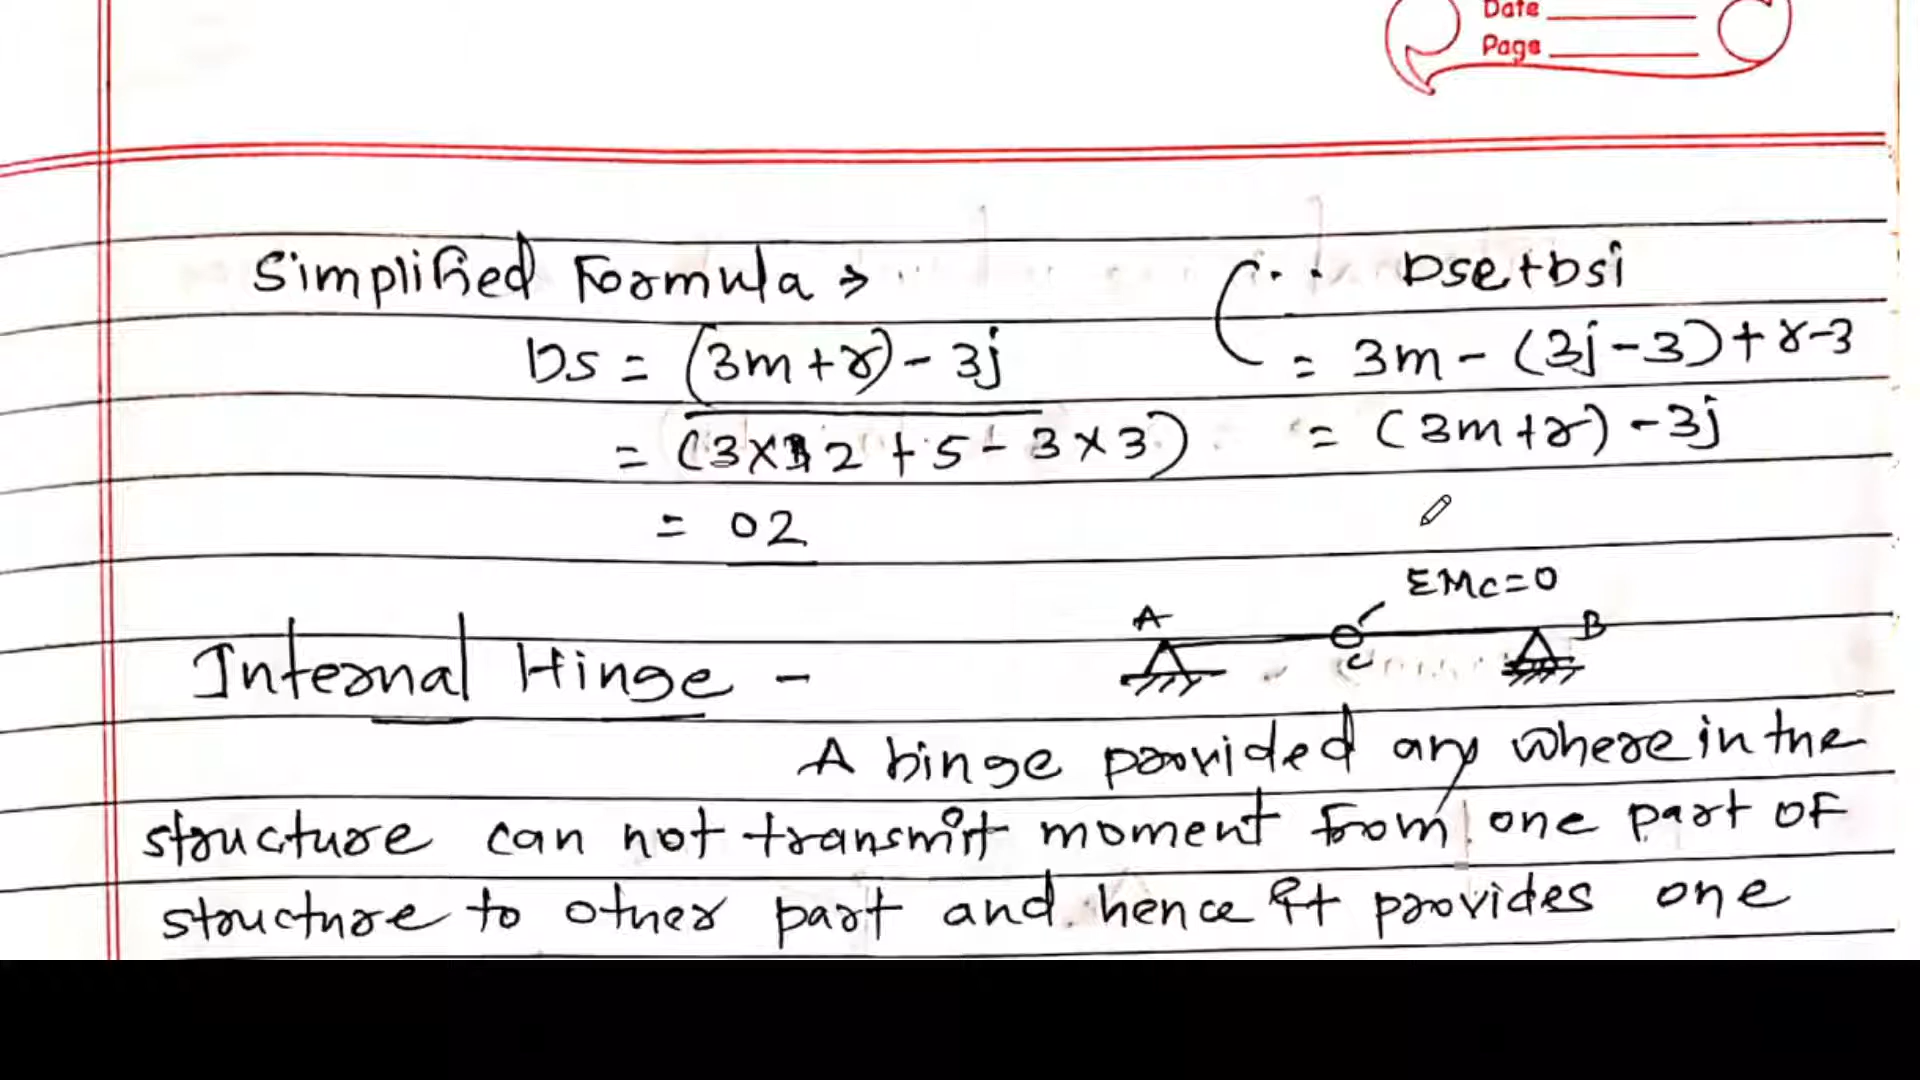 Date
Page
Simplified Formula → ∵ Dse+Dsi
Ds = (3m+r)-3j = 3m-(3j-3)+r-3
= (3×2+5-3×3) = (3m+r)-3j
= 02
ΣMc=0
A B
C
Internal Hinge -
A hinge provided any where in the
structure can not transmit moment from one part of
structure to other part and hence it provides one